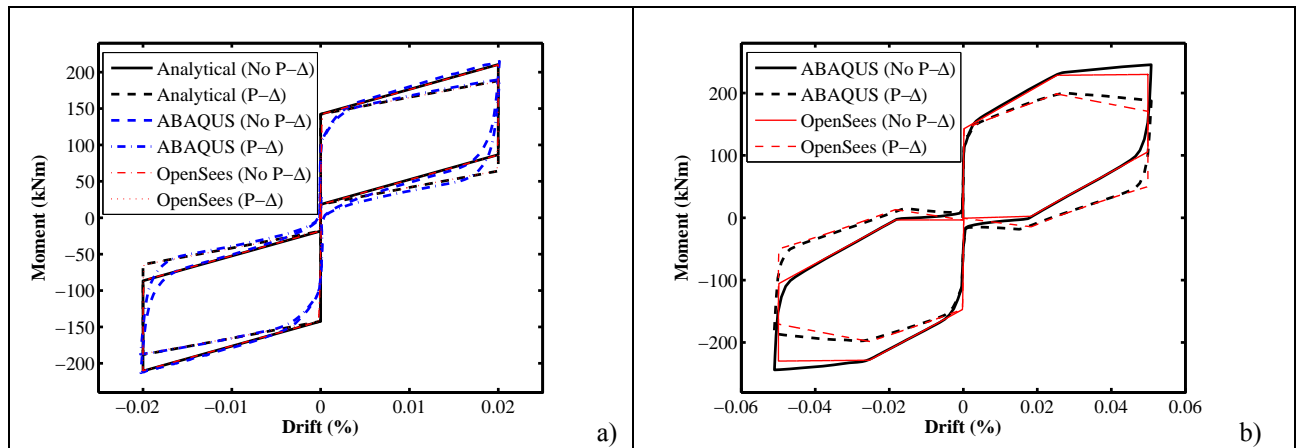 Moment (kNm)
200
150
100
50
0
−50
−100
−150
−200
Analytical (No P−Δ)
Analytical (P−Δ)
ABAQUS (No P−Δ)
ABAQUS (P−Δ)
OpenSees (No P−Δ)
OpenSees (P−Δ)
−0.02 −0.01 0 0.01 0.02
Drift (%)
a)
Moment (kNm)
200
100
0
−100
−200
ABAQUS (No P−Δ)
ABAQUS (P−Δ)
OpenSees (No P−Δ)
OpenSees (P−Δ)
−0.06 −0.04 −0.02 0 0.02 0.04 0.06
Drift (%)
b)